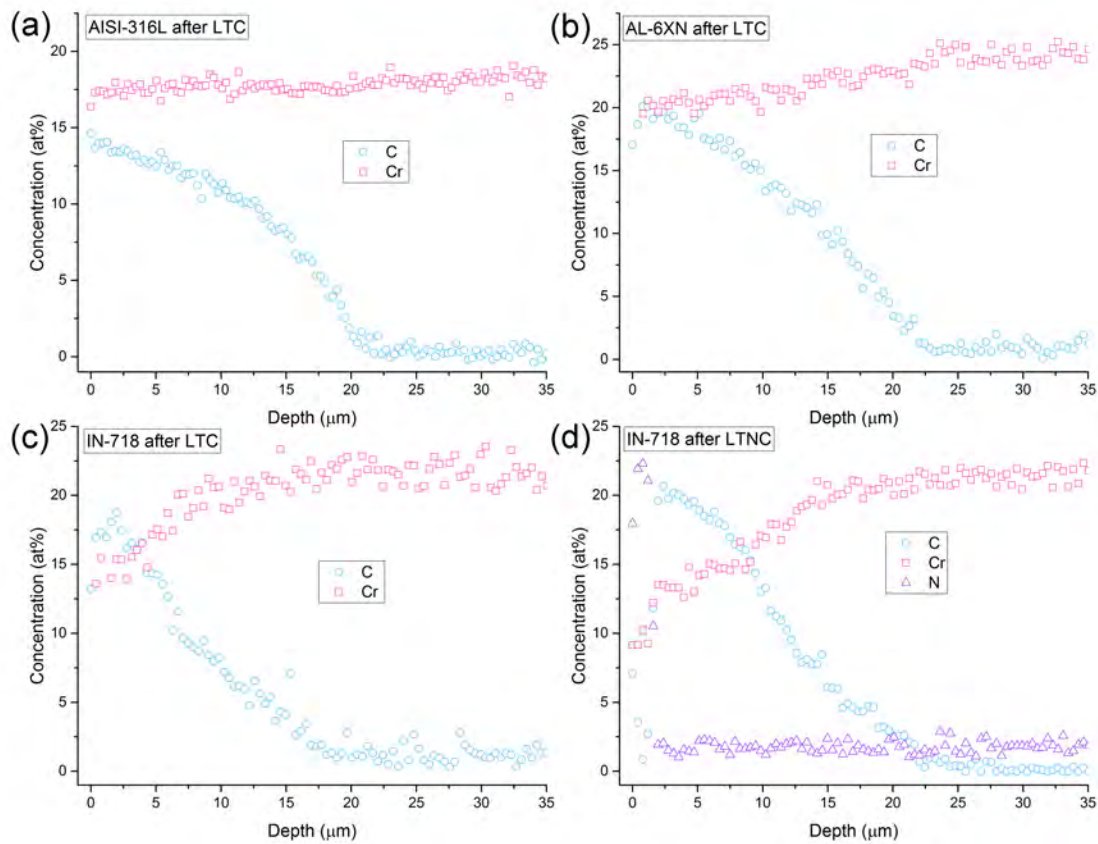 (a)
AISI-316L after LTC
20
15
10
5
0
Concentration (at%)
C
Cr
0 5 10 15 20 25 30 35
Depth (μm)
(b)
AL-6XN after LTC
25
20
15
10
5
0
Concentration (at%)
C
Cr
0 5 10 15 20 25 30 35
Depth (μm)
(c)
IN-718 after LTC
25
20
15
10
5
0
Concentration (at%)
C
Cr
0 5 10 15 20 25 30 35
Depth (μm)
(d)
IN-718 after LTNC
25
20
15
10
5
0
Concentration (at%)
C
Cr
N
0 5 10 15 20 25 30 35
Depth (μm)